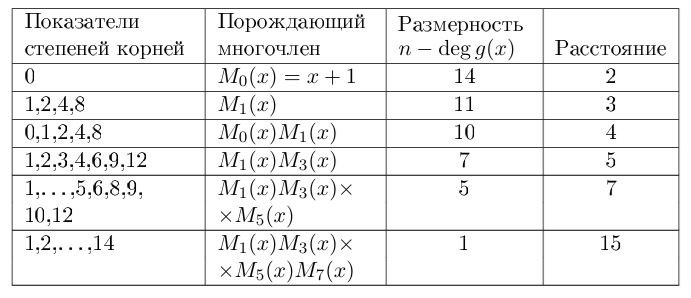 Показатели степеней корней | Порождающий многочлен | Размерность n − deg g(x) | Расстояние
0 | M₀(x) = x + 1 | 14 | 2
1,2,4,8 | M₁(x) | 11 | 3
0,1,2,4,8 | M₀(x)M₁(x) | 10 | 4
1,2,3,4,6,9,12 | M₁(x)M₃(x) | 7 | 5
1,...,5,6,8,9, 10,12 | M₁(x)M₃(x)× ×M₅(x) | 5 | 7
1,2,...,14 | M₁(x)M₃(x)× ×M₅(x)M₇(x) | 1 | 15